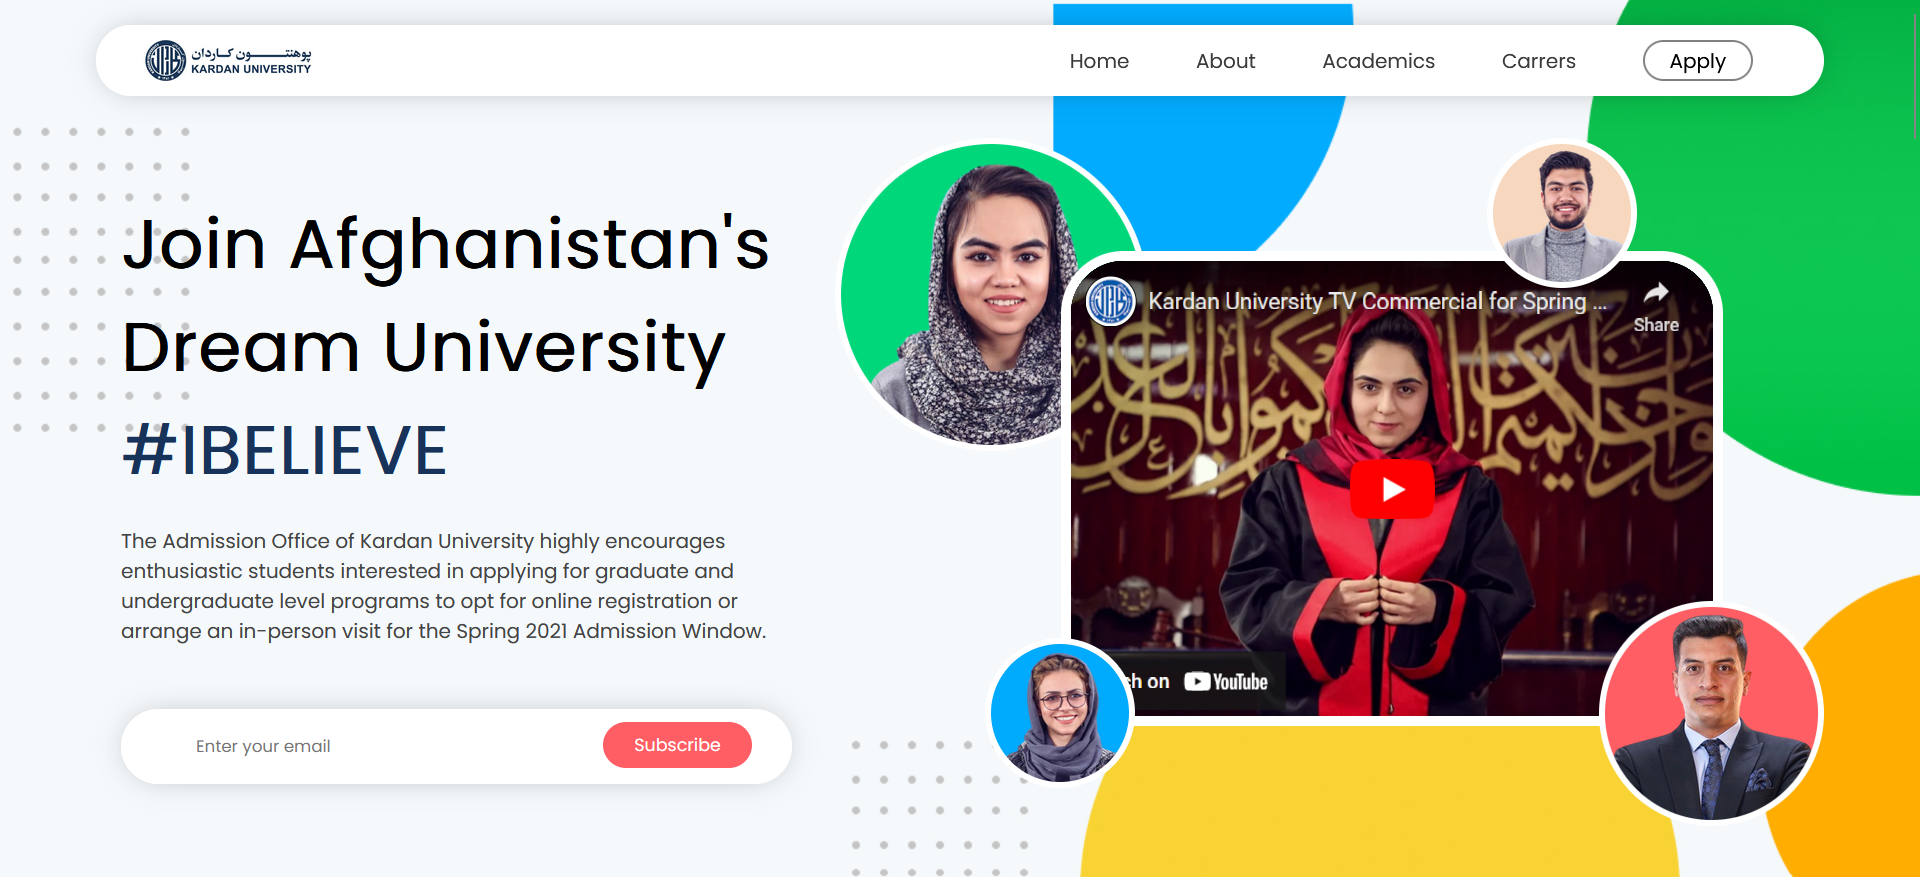 پوهنتون کاردان
KARDAN UNIVERSITY
Home
About
Academics
Carrers
Apply
Join Afghanistan's
Dream University
#IBELIEVE
The Admission Office of Kardan University highly encourages
enthusiastic students interested in applying for graduate and
undergraduate level programs to opt for online registration or
arrange an in-person visit for the Spring 2021 Admission Window.
Enter your email
Subscribe
Kardan University TV Commercial for Spring ...
Share
ch on YouTube